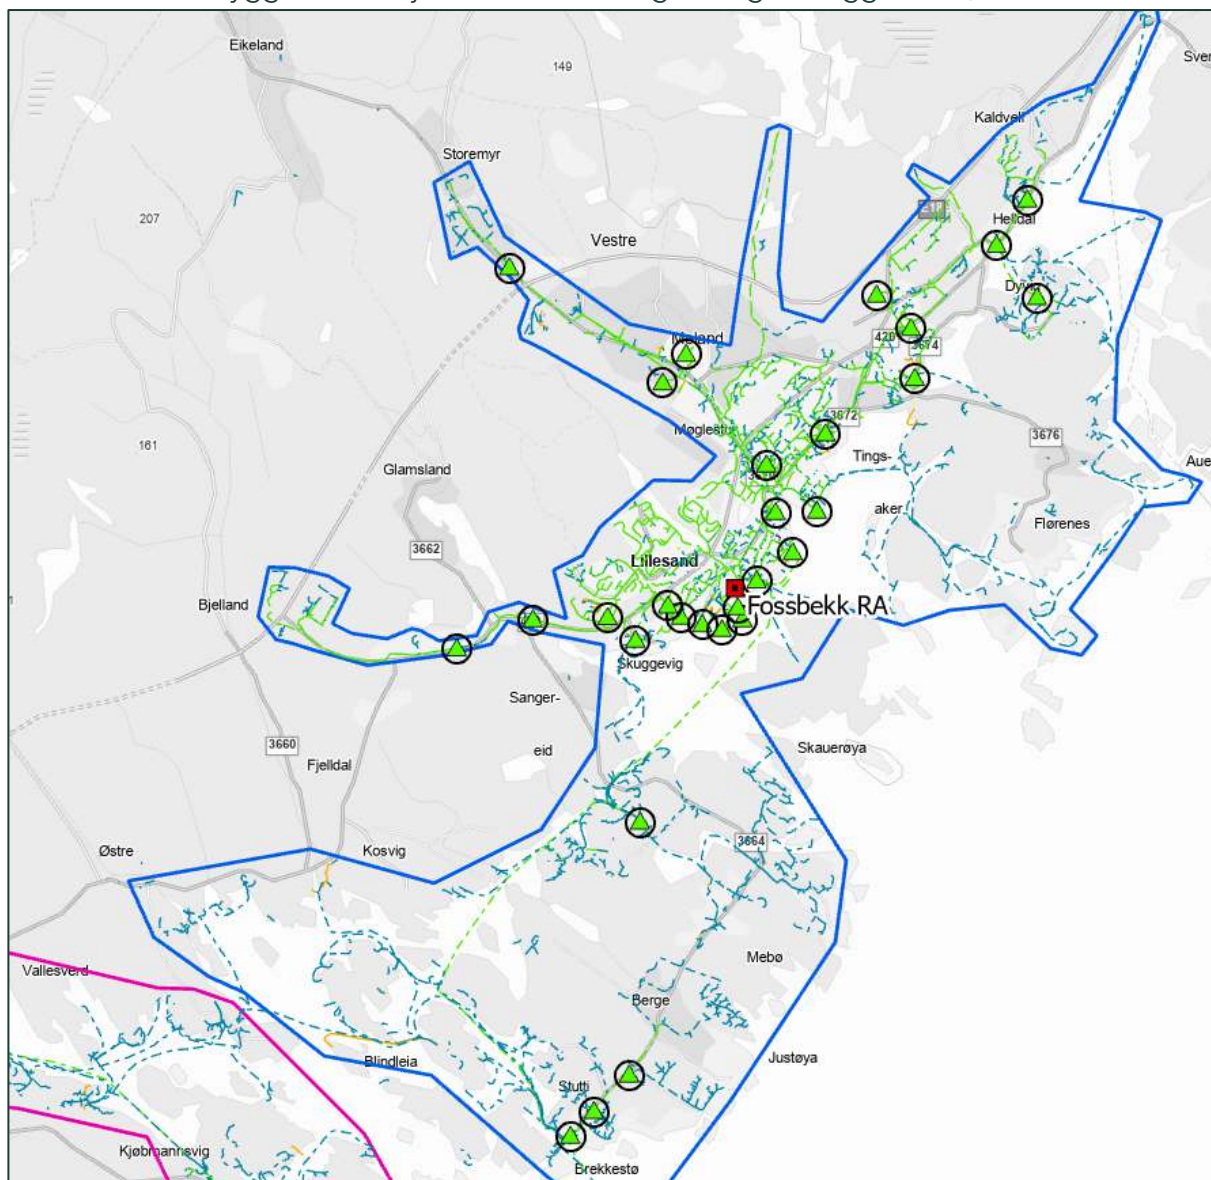 Eikeland
149
Sver
Kaldvell
Storemyr
207
Vestre
Helldal
Dyvig
Møland
420
3674
3672
Møglestu
3676
161
Glamsland
Tings-
Aue
aker
Flørenes
3662
Lillesand
Bjelland
Fossbekk RA
Skuggevig
Sanger-
3660
eid
Skauerøya
Fjelldal
3664
Østre
Kosvig
Mebø
Vallesverd
Berge
Blindleia
Justøya
Stutti
Kjøbmannsvig
Brekkestø